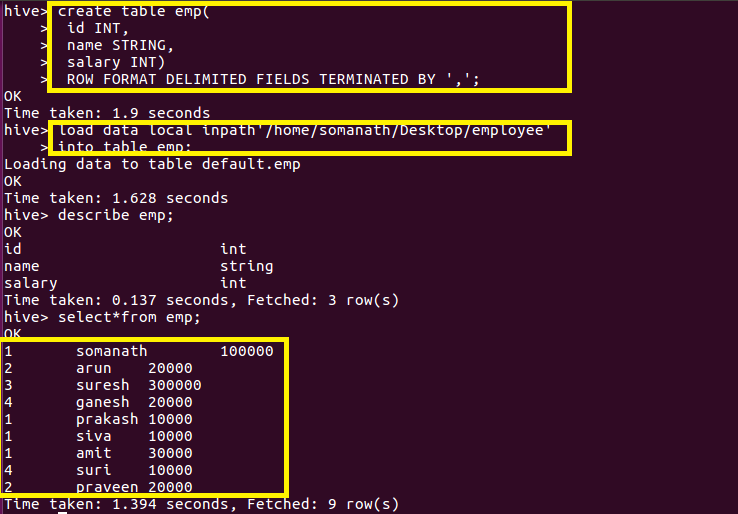 hive> create table emp(
    > id INT,
    > name STRING,
    > salary INT)
    > ROW FORMAT DELIMITED FIELDS TERMINATED BY ',';
OK
Time taken: 1.9 seconds
hive> load data local inpath'/home/somanath/Desktop/employee'
    > into table emp;
Loading data to table default.emp
OK
Time taken: 1.628 seconds
hive> describe emp;
OK
id                  	int
name                	string
salary              	int
Time taken: 0.137 seconds, Fetched: 3 row(s)
hive> select*from emp;
OK
1	somanath	100000
2	arun	20000
3	suresh	300000
4	ganesh	20000
1	prakash	10000
1	siva	10000
1	amit	30000
4	suri	10000
2	praveen	20000
Time taken: 1.394 seconds, Fetched: 9 row(s)